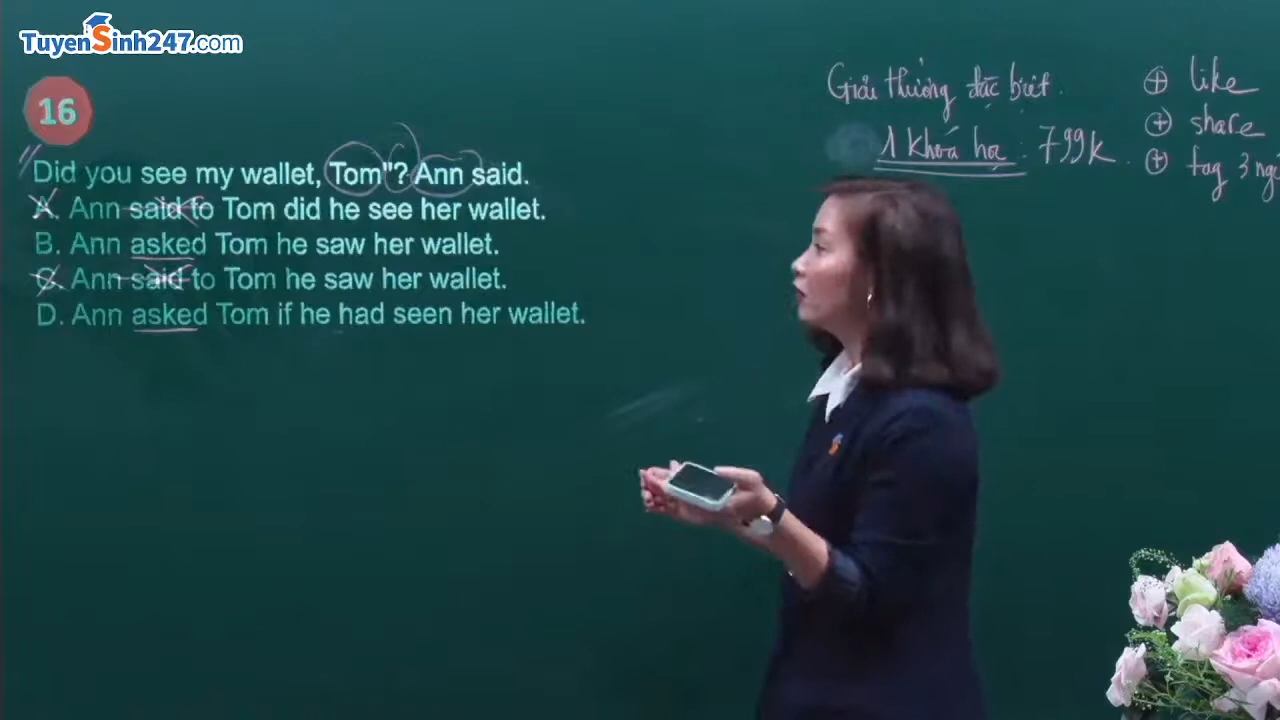 TuyenSinh247.com
16
"Did you see my wallet, Tom"? Ann said.
A. Ann said to Tom did he see her wallet.
B. Ann asked Tom he saw her wallet.
C. Ann said to Tom he saw her wallet.
D. Ann asked Tom if he had seen her wallet.
Giải thưởng đặc biệt.
1 khoá học : 799k.
+ like
+ share
+ tag 3